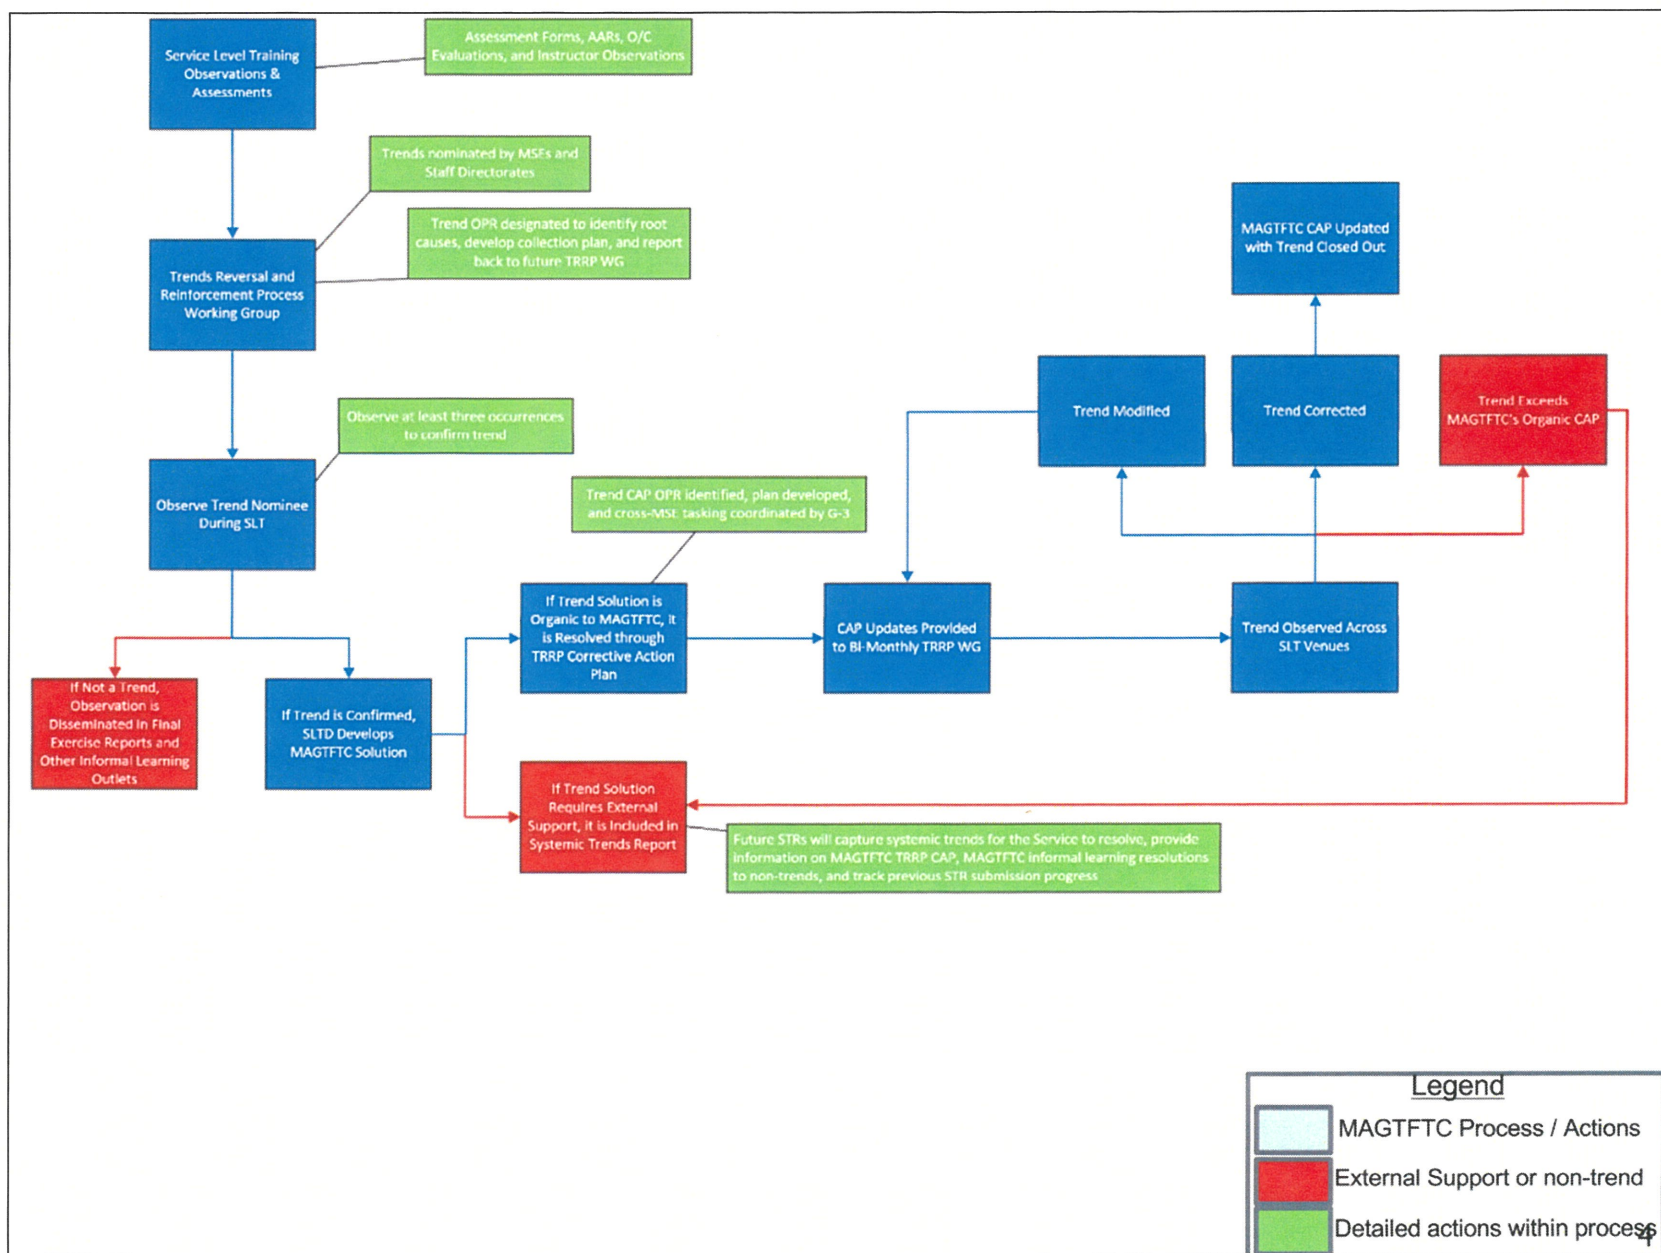 Service Level Training
Observations &
Assessments
Assessment Forms, AARs, O/C
Evaluations, and Instructor Observations
Trends nominated by MSEs and
Staff Directorates
Trend OPR designated to identify root
causes, develop collection plan, and report
back to future TRRP WG
Trends Reversal and
Reinforcement Process
Working Group
Observe at least three occurrences
to confirm trend
Observe Trend Nominee
During SLT
If Not a Trend,
Observation is
Disseminated in Final
Exercise Reports and
Other Informal Learning
Outlets
If Trend is Confirmed,
SLTD Develops
MAGTFTC Solution
Trend CAP OPR identified, plan developed,
and cross-MSE tasking coordinated by G-3
If Trend Solution is
Organic to MAGTFTC, it
is Resolved through
TRRP Corrective Action
Plan
If Trend Solution
Requires External
Support, it is Included in
Systemic Trends Report
Future STRs will capture systemic trends for the Service to resolve, provide
information on MAGTFTC TRRP CAP, MAGTFTC informal learning resolutions
to non-trends, and track previous STR submission progress
CAP Updates Provided
to Bi-Monthly TRRP WG
Trend Observed Across
SLT Venues
Trend Modified
Trend Corrected
Trend Exceeds
MAGTFTC's Organic CAP
MAGTFTC CAP Updated
with Trend Closed Out
Legend
MAGTFTC Process / Actions
External Support or non-trend
Detailed actions within process
4